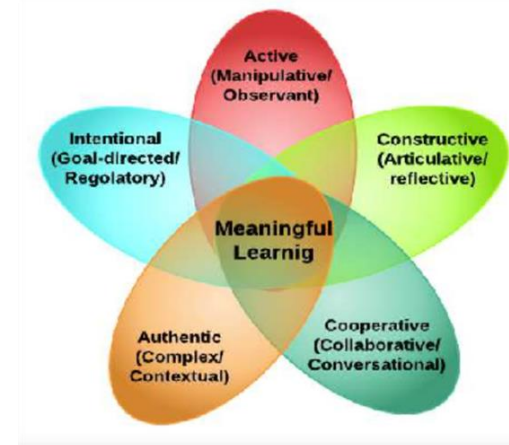 Active
(Manipulative/
Observant)
Intentional
(Goal-directed/
Regolatory)
Constructive
(Articulative/
reflective)
Meaningful
Learnig
Authentic
(Complex/
Contextual)
Cooperative
(Collaborative/
Conversational)